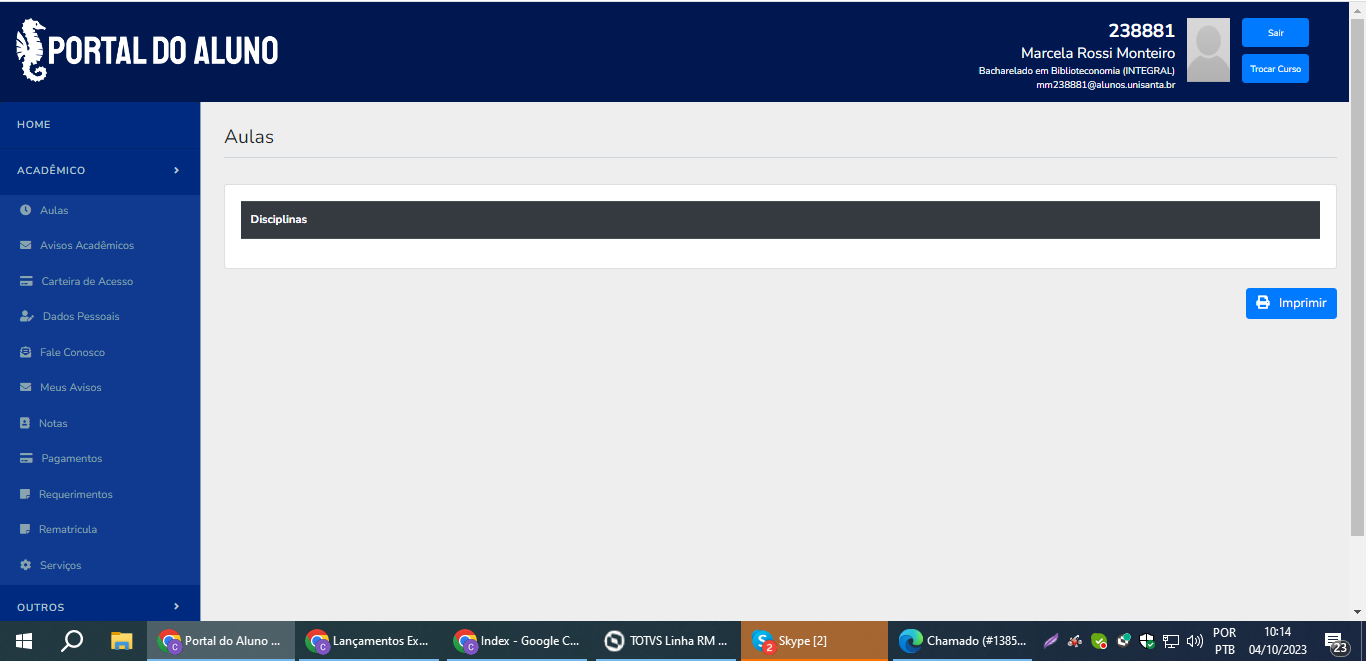 PORTAL DO ALUNO
238881
Marcela Rossi Monteiro
Bacharelado em Biblioteconomia (INTEGRAL)
mm238881@alunos.unisanta.br
Sair
Trocar Curso
HOME
ACADÊMICO
Aulas
Avisos Acadêmicos
Carteira de Acesso
Dados Pessoais
Fale Conosco
Meus Avisos
Notas
Pagamentos
Requerimentos
Rematricula
Serviços
OUTROS
Aulas
Disciplinas
Imprimir
Portal do Aluno ...
Lançamentos Ex...
Index - Google C...
TOTVS Linha RM ...
Skype [2]
Chamado (#1385...
POR
PTB
10:14
04/10/2023
23